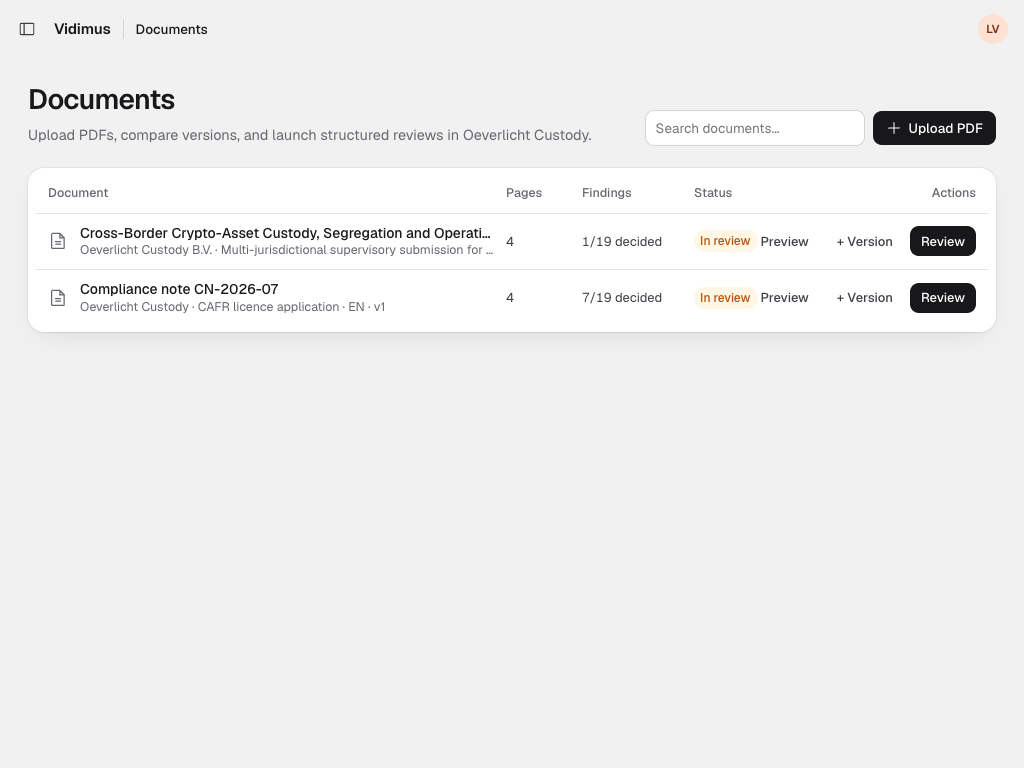 Vidimus
Documents
LV
Documents
Upload PDFs, compare versions, and launch structured reviews in Oeverlicht Custody.
Search documents…
Upload PDF
Document Pages Findings Status Actions
Cross-Border Crypto-Asset Custody, Segregation and Operati…
Oeverlicht Custody B.V. · Multi-jurisdictional supervisory submission for …
4 1/19 decided In review Preview + Version Review
Compliance note CN-2026-07
Oeverlicht Custody · CAFR licence application · EN · v1
4 7/19 decided In review Preview + Version Review